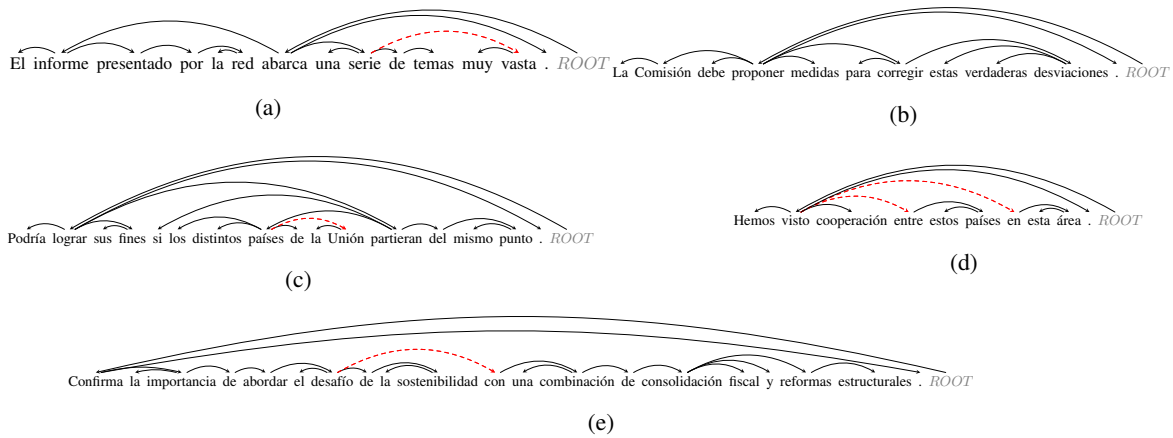 El informe presentado por la red abarca una serie de temas muy vasta . ROOT
(a)
La Comisión debe proponer medidas para corregir estas verdaderas desviaciones . ROOT
(b)
Podría lograr sus fines si los distintos países de la Unión partieran del mismo punto . ROOT
(c)
Hemos visto cooperación entre estos países en esta área . ROOT
(d)
Confirma la importancia de abordar el desafío de la sostenibilidad con una combinación de consolidación fiscal y reformas estructurales . ROOT
(e)